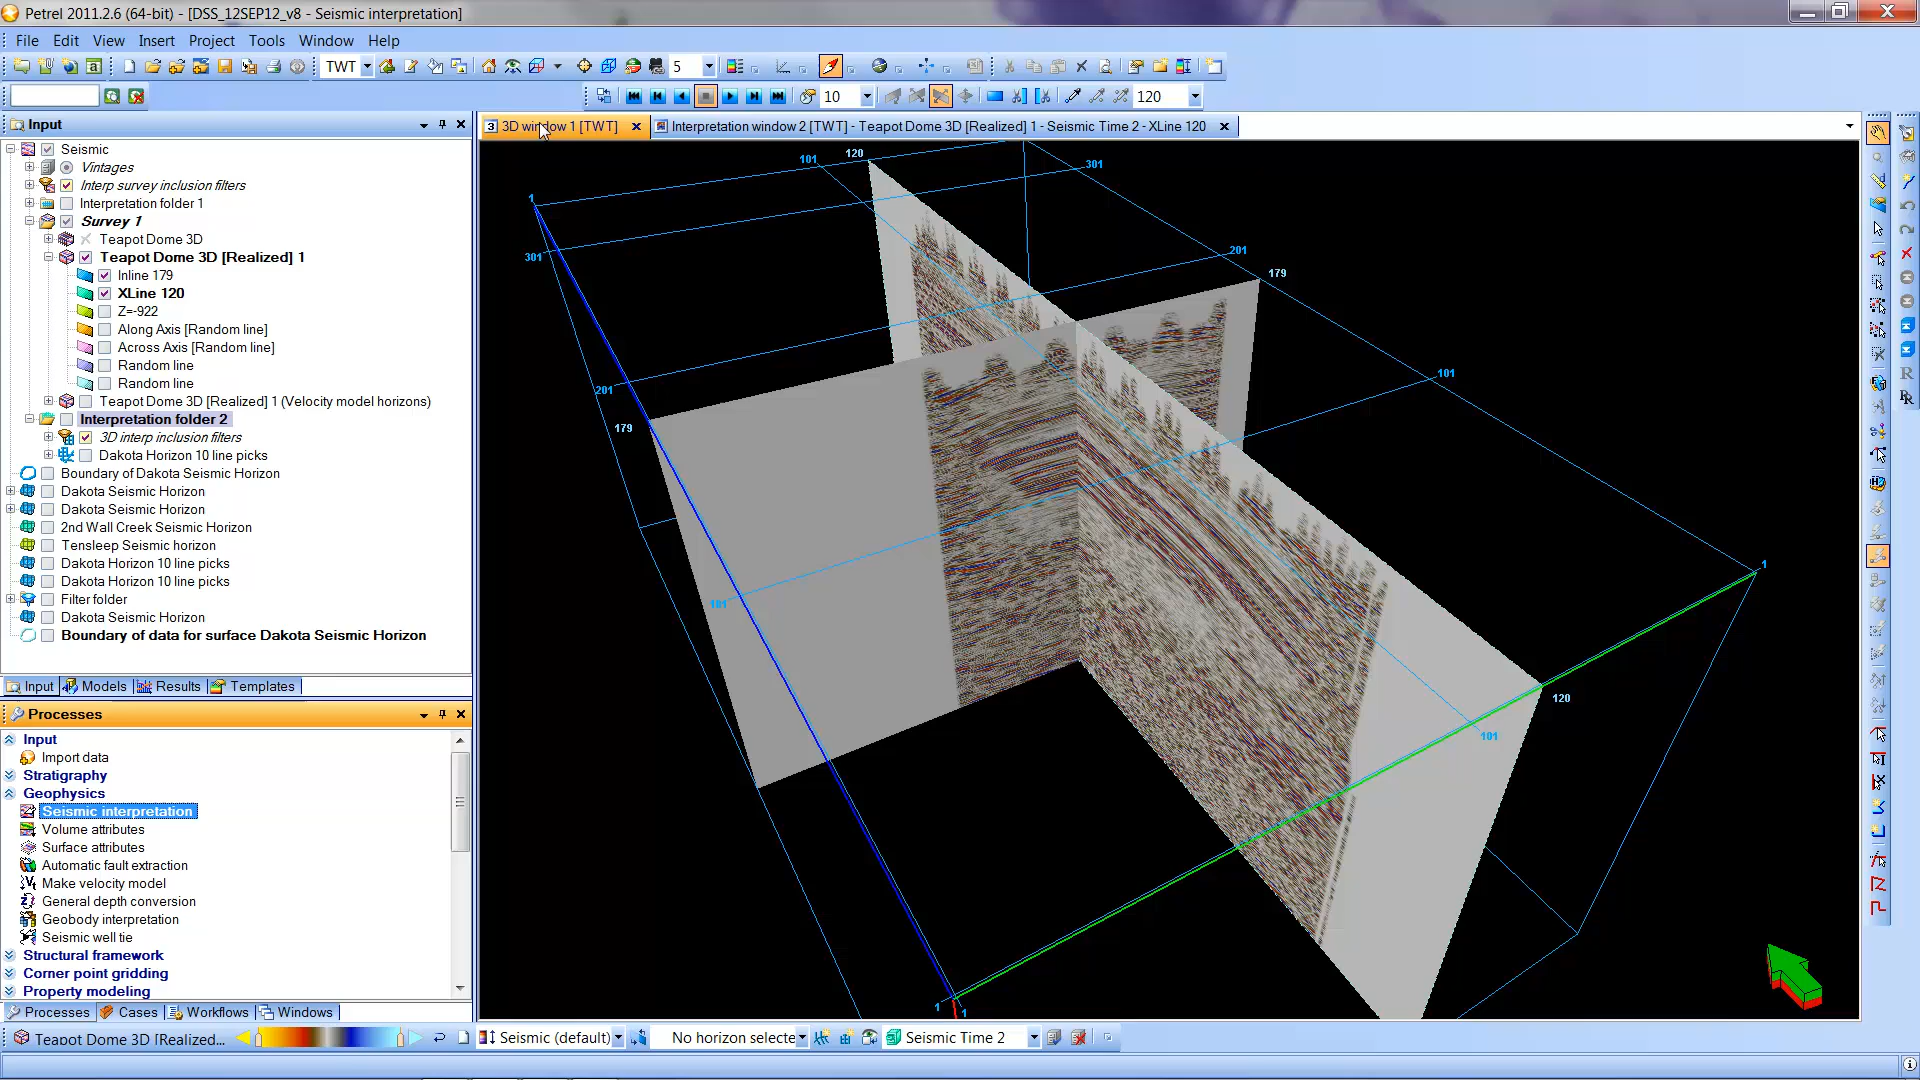 Petrel 2011.2.6 (64-bit) - [DSS_12SEP12_v8 - Seismic interpretation]
File Edit View Insert Project Tools Window Help
TWT 5
10 120
Input
3D window 1 [TWT] Interpretation window 2 [TWT] - Teapot Dome 3D [Realized] 1 - Seismic Time 2 - XLine 120
Seismic
Vintages
Interp survey inclusion filters
Interpretation folder 1
Survey 1
Teapot Dome 3D
Teapot Dome 3D [Realized] 1
Inline 179
XLine 120
Z=-922
Along Axis [Random line]
Across Axis [Random line]
Random line
Random line
Teapot Dome 3D [Realized] 1 (Velocity model horizons)
Interpretation folder 2
3D interp inclusion filters
Dakota Horizon 10 line picks
Boundary of Dakota Seismic Horizon
Dakota Seismic Horizon
Dakota Seismic Horizon
2nd Wall Creek Seismic Horizon
Tensleep Seismic horizon
Dakota Horizon 10 line picks
Dakota Horizon 10 line picks
Filter folder
Dakota Seismic Horizon
Boundary of data for surface Dakota Seismic Horizon
Input Models Results Templates
Processes
Input
Import data
Stratigraphy
Geophysics
Seismic interpretation
Volume attributes
Surface attributes
Automatic fault extraction
Make velocity model
General depth conversion
Geobody interpretation
Seismic well tie
Structural framework
Corner point gridding
Property modeling
Processes Cases Workflows Windows
101 120
301
1
301
201
179
201
179
101
101
1
120
101
1 1
Teapot Dome 3D [Realized... Seismic (default) No horizon selecte Seismic Time 2